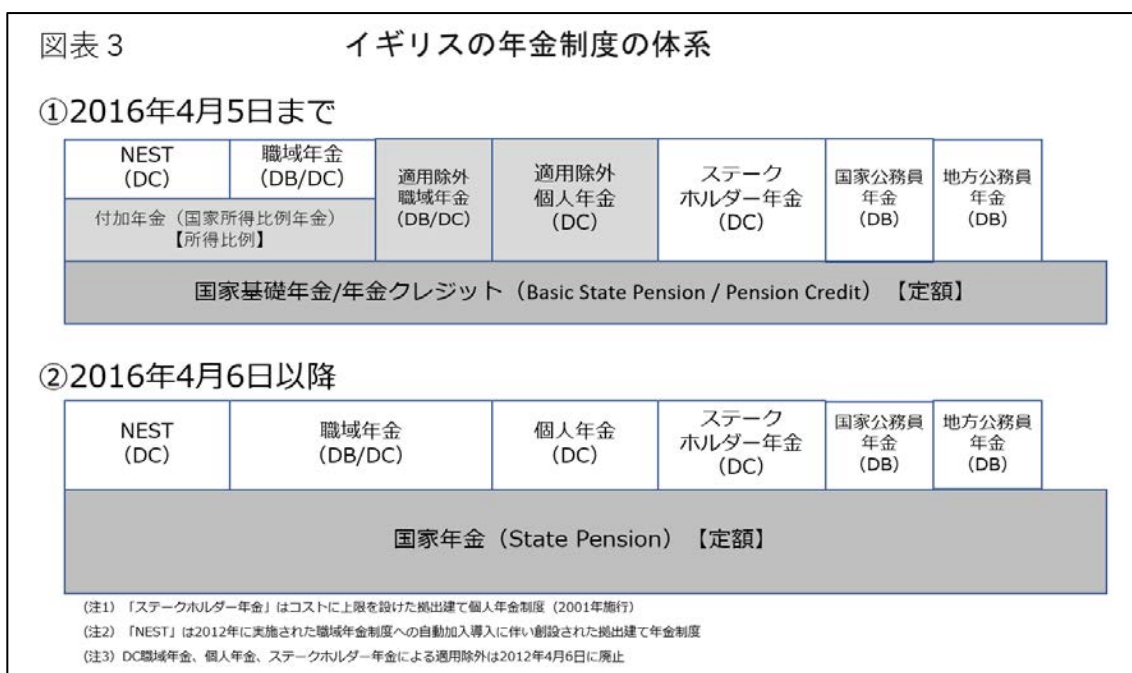 図表3 イギリスの年金制度の体系
①2016年4月5日まで
NEST
(DC)
職域年金
(DB/DC)
適用除外
職域年金
(DB/DC)
適用除外
個人年金
(DC)
ステーク
ホルダー年金
(DC)
国家公務員
年金
(DB)
地方公務員
年金
(DB)
付加年金（国家所得比例年金）
【所得比例】
国家基礎年金/年金クレジット（Basic State Pension / Pension Credit）【定額】
②2016年4月6日以降
NEST
(DC)
職域年金
(DB/DC)
個人年金
(DC)
ステーク
ホルダー年金
(DC)
国家公務員
年金
(DB)
地方公務員
年金
(DB)
国家年金（State Pension）【定額】
(注1) 「ステークホルダー年金」はコストに上限を設けた拠出建て個人年金制度（2001年施行）
(注2) 「NEST」は2012年に実施された職域年金制度への自動加入導入に伴い創設された拠出建て年金制度
(注3) DC職域年金、個人年金、ステークホルダー年金による適用除外は2012年4月6日に廃止